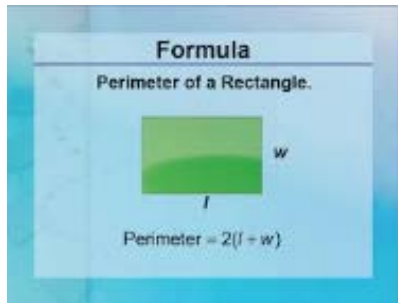 Formula
Perimeter of a Rectangle.
w
l
Perimeter = 2(l + w)